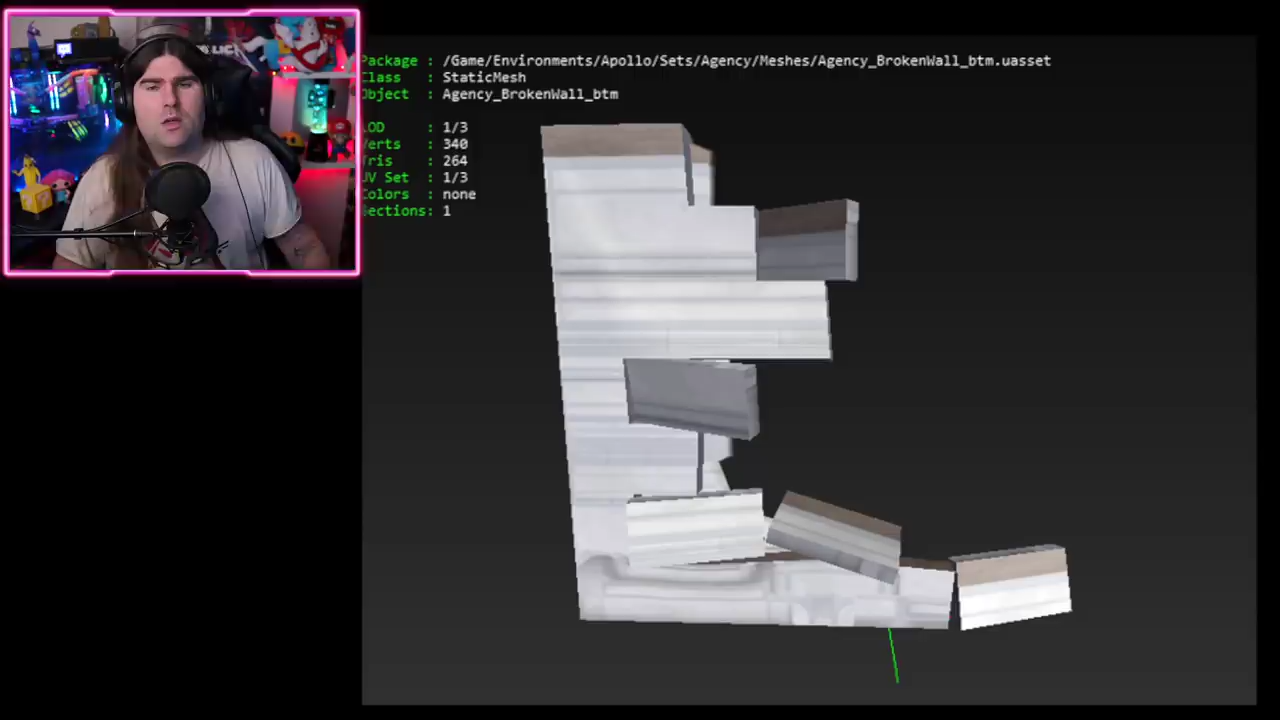 LIC
Package : /Game/Environments/Apollo/Sets/Agency/Meshes/Agency_BrokenWall_btm.uasset
Class : StaticMesh
Object : Agency_BrokenWall_btm
LOD : 1/3
Verts : 340
Tris : 264
UV Set : 1/3
Colors : none
Sections: 1